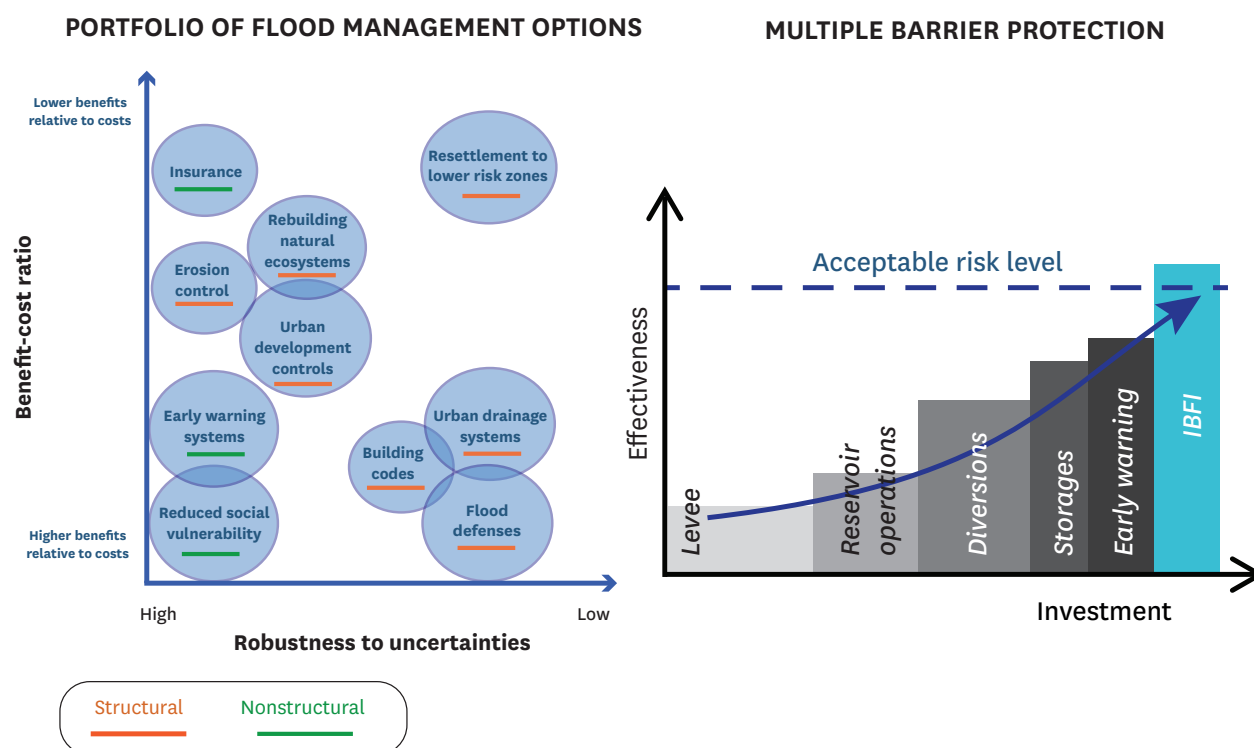 PORTFOLIO OF FLOOD MANAGEMENT OPTIONS
Lower benefits
relative to costs
Insurance
Resettlement to
lower risk zones
Rebuilding
natural
ecosystems
Erosion
control
Urban
development
controls
Benefit-cost ratio
Early warning
systems
Urban drainage
systems
Building
codes
Reduced social
vulnerability
Flood
defenses
Higher benefits
relative to costs
High
Low
Robustness to uncertainties
Structural
Nonstructural
MULTIPLE BARRIER PROTECTION
Acceptable risk level
Effectiveness
Levee
Reservoir
operations
Diversions
Storages
Early warning
IBFI
Investment